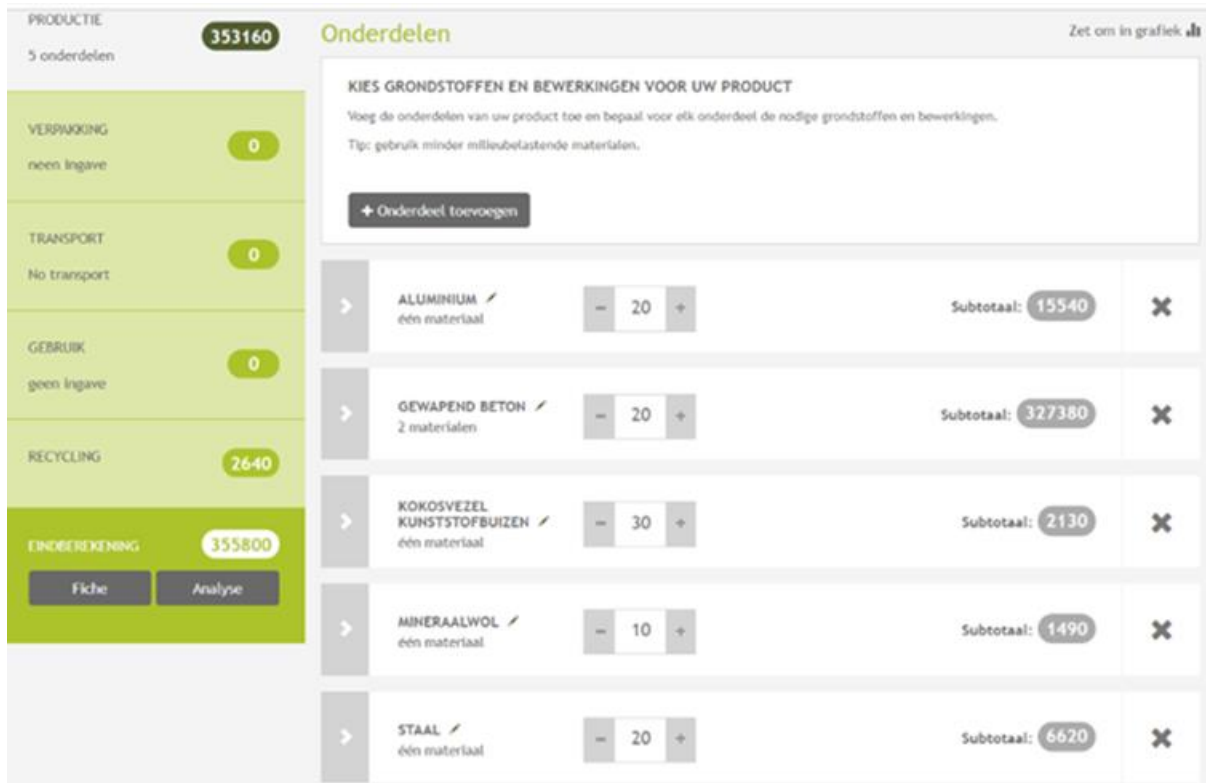 PRODUCTIE
353160
5 onderdelen
VERPAKKING
0
neen ingave
TRANSPORT
0
No transport
GEBRUIK
0
geen ingave
RECYCLING
2640
EINDBEREKENING
355800
Fiche
Analyse
Onderdelen
Zet om in grafiek
KIES GRONDSTOFFEN EN BEWERKINGEN VOOR UW PRODUCT
Voeg de onderdelen van uw product toe en bepaal voor elk onderdeel de nodige grondstoffen en bewerkingen.
Tip: gebruik minder milieubelastende materialen.
+ Onderdeel toevoegen
ALUMINIUM
één materiaal
− 20 +
Subtotaal: 15540
GEWAPEND BETON
2 materialen
− 20 +
Subtotaal: 327380
KOKOSVEZEL
KUNSTSTOFBUIZEN
één materiaal
− 30 +
Subtotaal: 2130
MINERAALWOL
één materiaal
− 10 +
Subtotaal: 1490
STAAL
één materiaal
− 20 +
Subtotaal: 6620